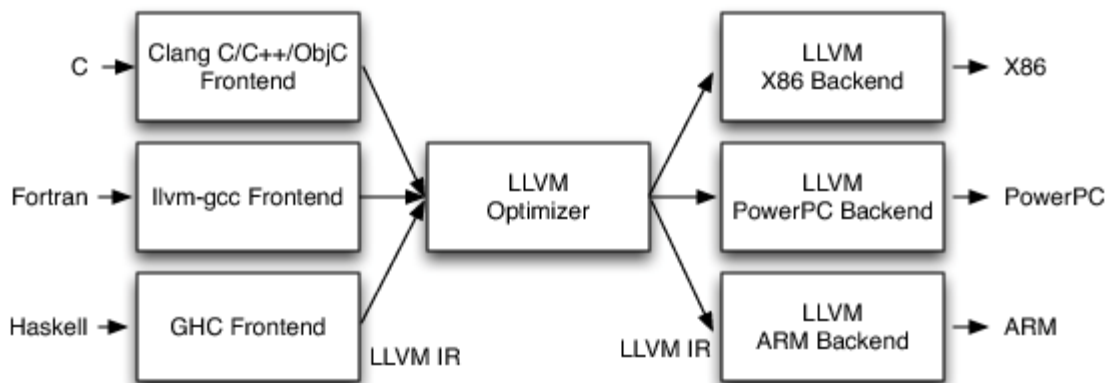 C
Clang C/C++/ObjC
Frontend
LLVM
X86 Backend
X86
Fortran
llvm-gcc Frontend
LLVM
Optimizer
LLVM
PowerPC Backend
PowerPC
Haskell
GHC Frontend
LLVM IR
LLVM IR
LLVM
ARM Backend
ARM